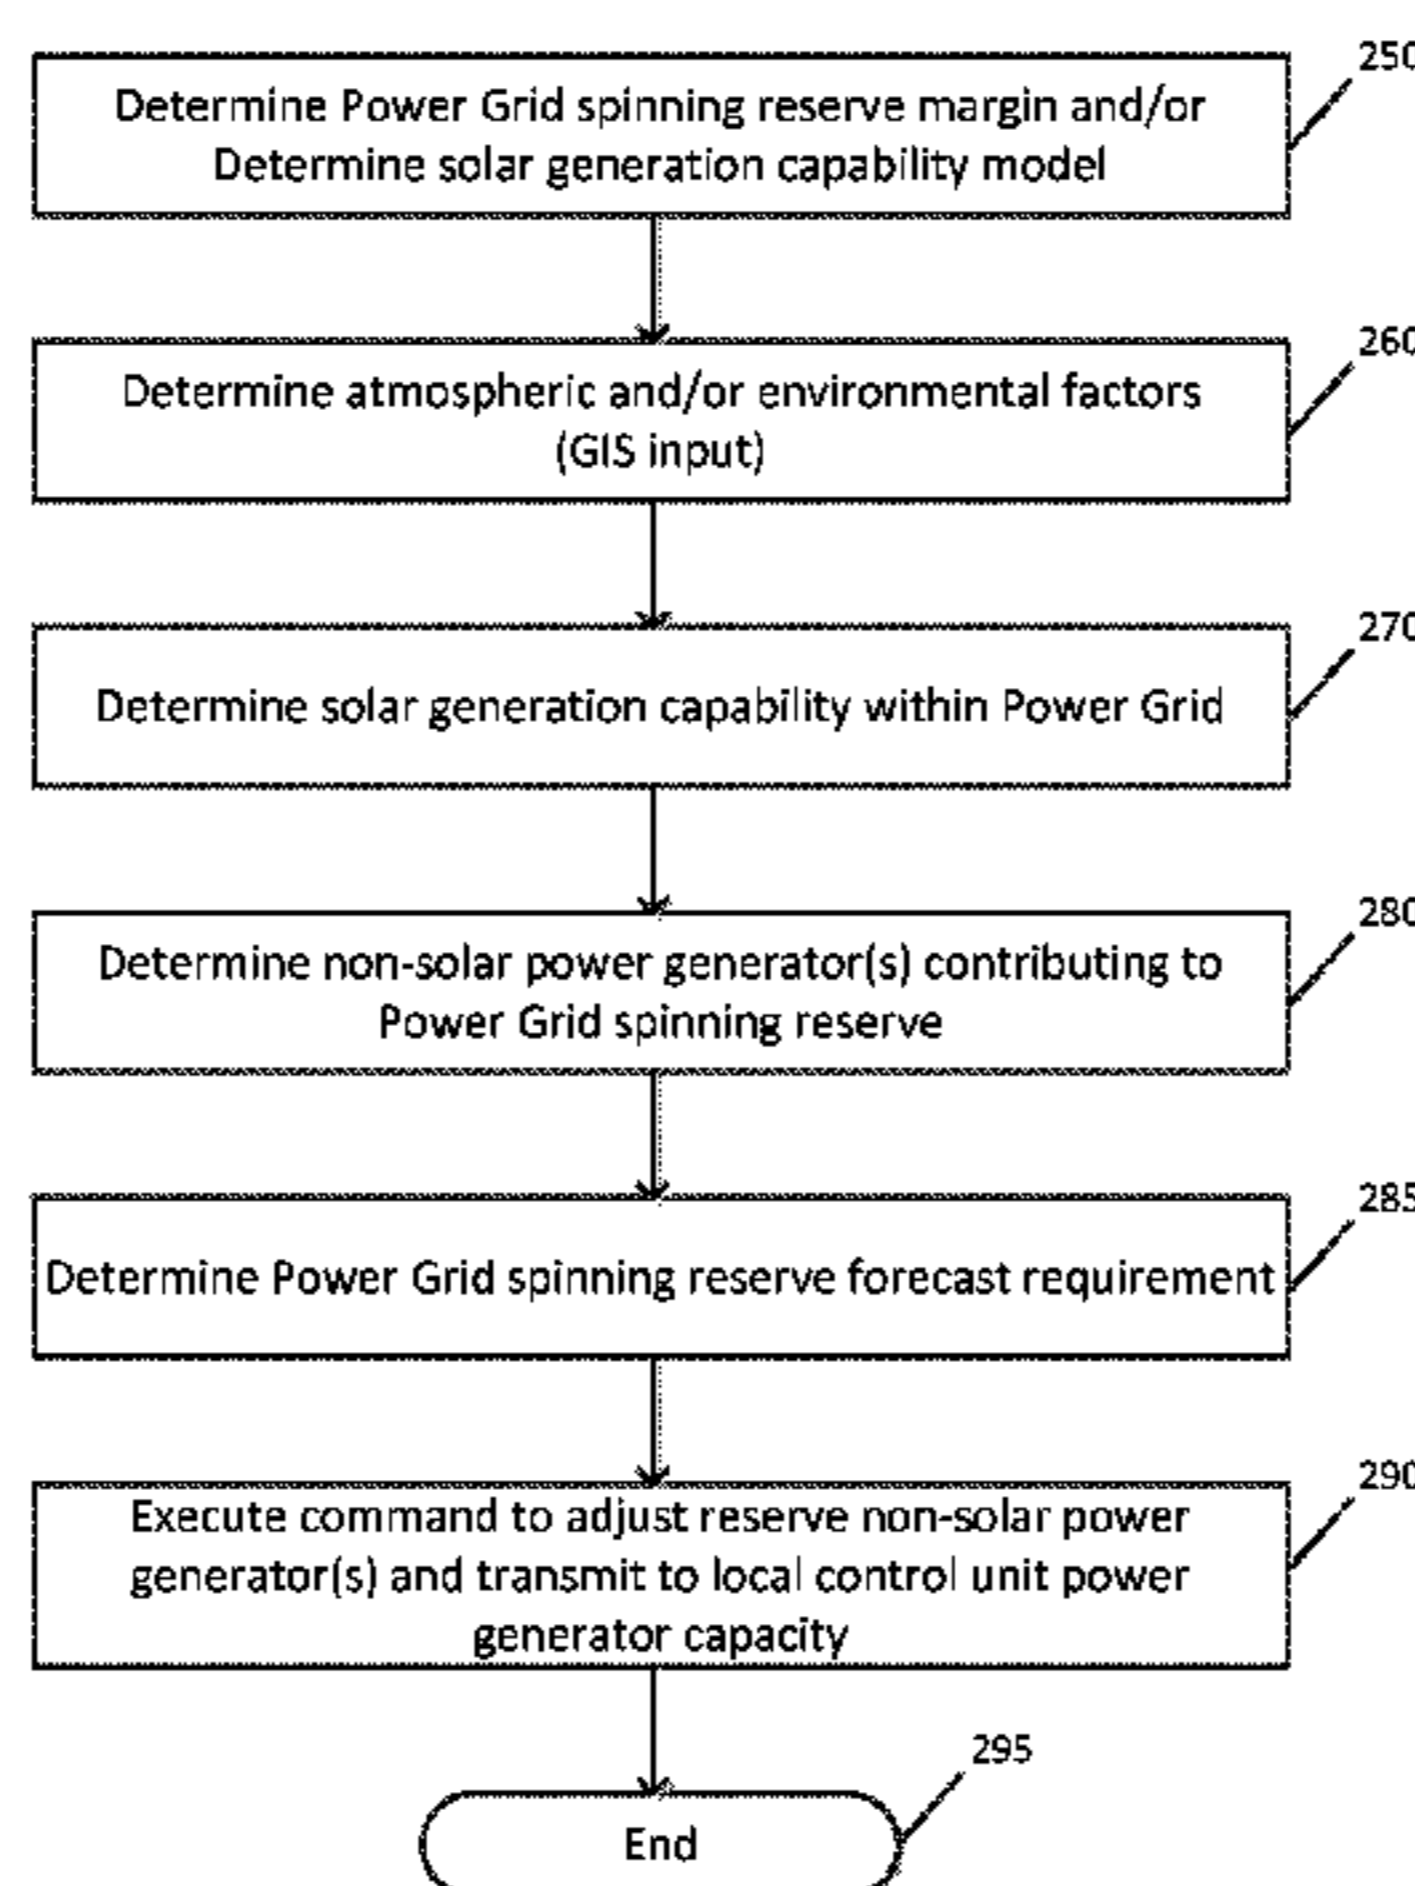 250
Determine Power Grid spinning reserve margin and/or
Determine solar generation capability model
260
Determine atmospheric and/or environmental factors
(GIS input)
270
Determine solar generation capability within Power Grid
280
Determine non-solar power generator(s) contributing to
Power Grid spinning reserve
285
Determine Power Grid spinning reserve forecast requirement
290
Execute command to adjust reserve non-solar power
generator(s) and transmit to local control unit power
generator capacity
295
End